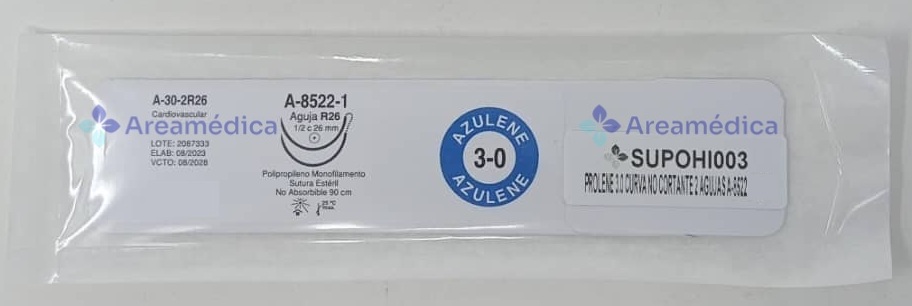 A-30-2R26
Cardiovascular
Areamédica
LOTE: 2067333
ELAB: 08/2023
VCTO: 08/2028
A-8522-1
Aguja R26
1/2 c 26 mm
Polipropileno Monofilamento
Sutura Estéril
No Absorbible 90 cm
25 °C
AZULENE
3-0
AZULENE
Areamédica
SUPOHI003
PROLENE 3.0 CURVA NO CORTANTE 2 AGUJAS A-8522